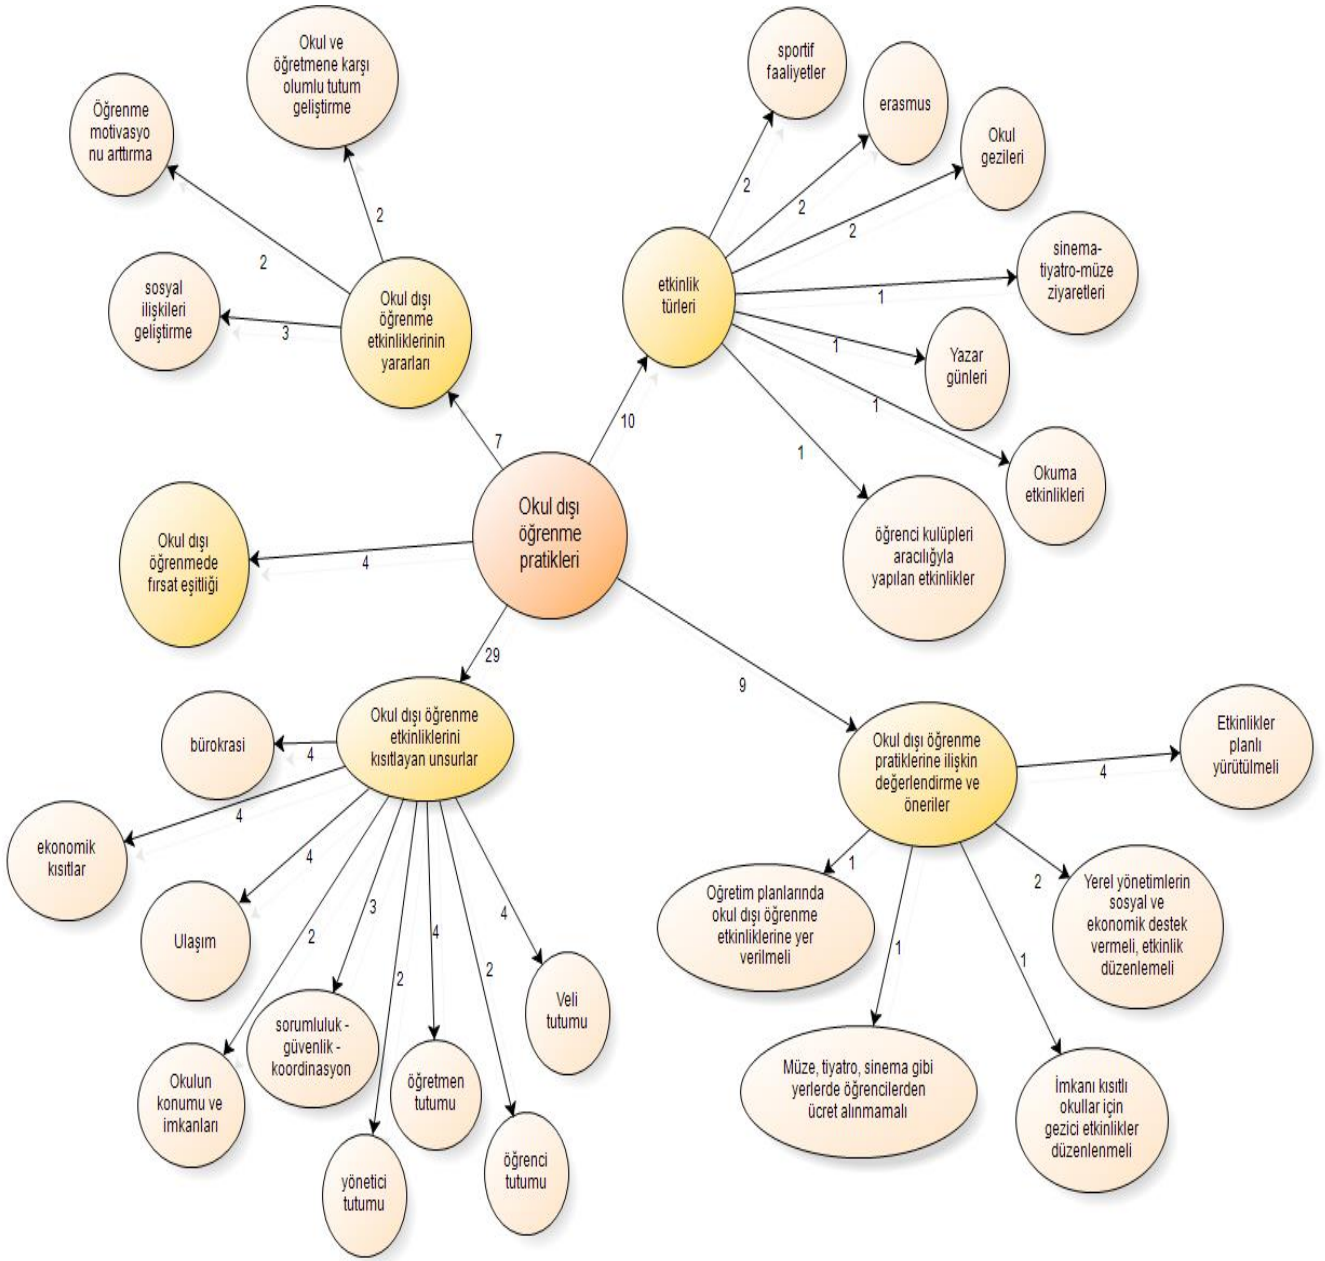 Okul ve
öğretmene karşı
olumlu tutum
geliştirme
Öğrenme
motivasyo
nu arttırma
sosyal
ilişkileri
geliştirme
Okul dışı
öğrenme
etkinliklerinin
yararları
2
2
3
7
sportif
faaliyetler
erasmus
Okul
gezileri
sinema-
tiyatro-müze
ziyaretleri
Yazar
günleri
Okuma
etkinlikleri
öğrenci kulüpleri
aracılığyla
yapılan etkinlikler
etkinlik
türleri
2
2
2
1
1
1
1
10
Okul dışı
öğrenme
pratikleri
Okul dışı
öğrenmede
fırsat eşitliği
4
29
9
Okul dışı öğrenme
etkinliklerini
kısıtlayan unsurlar
bürokrasi
4
ekonomik
kısıtlar
4
Ulaşım
4
Okulun
konumu ve
imkanları
2
sorumluluk -
güvenlik -
koordinasyon
3
yönetici
tutumu
2
öğretmen
tutumu
4
öğrenci
tutumu
2
Veli
tutumu
4
Okul dışı öğrenme
pratiklerine ilişkin
değerlendirme ve
öneriler
Etkinlikler
planlı
yürütülmeli
4
Yerel yönetimlerin
sosyal ve
ekonomik destek
vermeli, etkinlik
düzenlemeli
2
İmkanı kısıtlı
okullar için
gezici etkinlikler
düzenlenmeli
1
Müze, tiyatro, sinema gibi
yerlerde öğrencilerden
ücret alınmamalı
1
Öğretim planlarında
okul dışı öğrenme
etkinliklerine yer
verilmeli
1